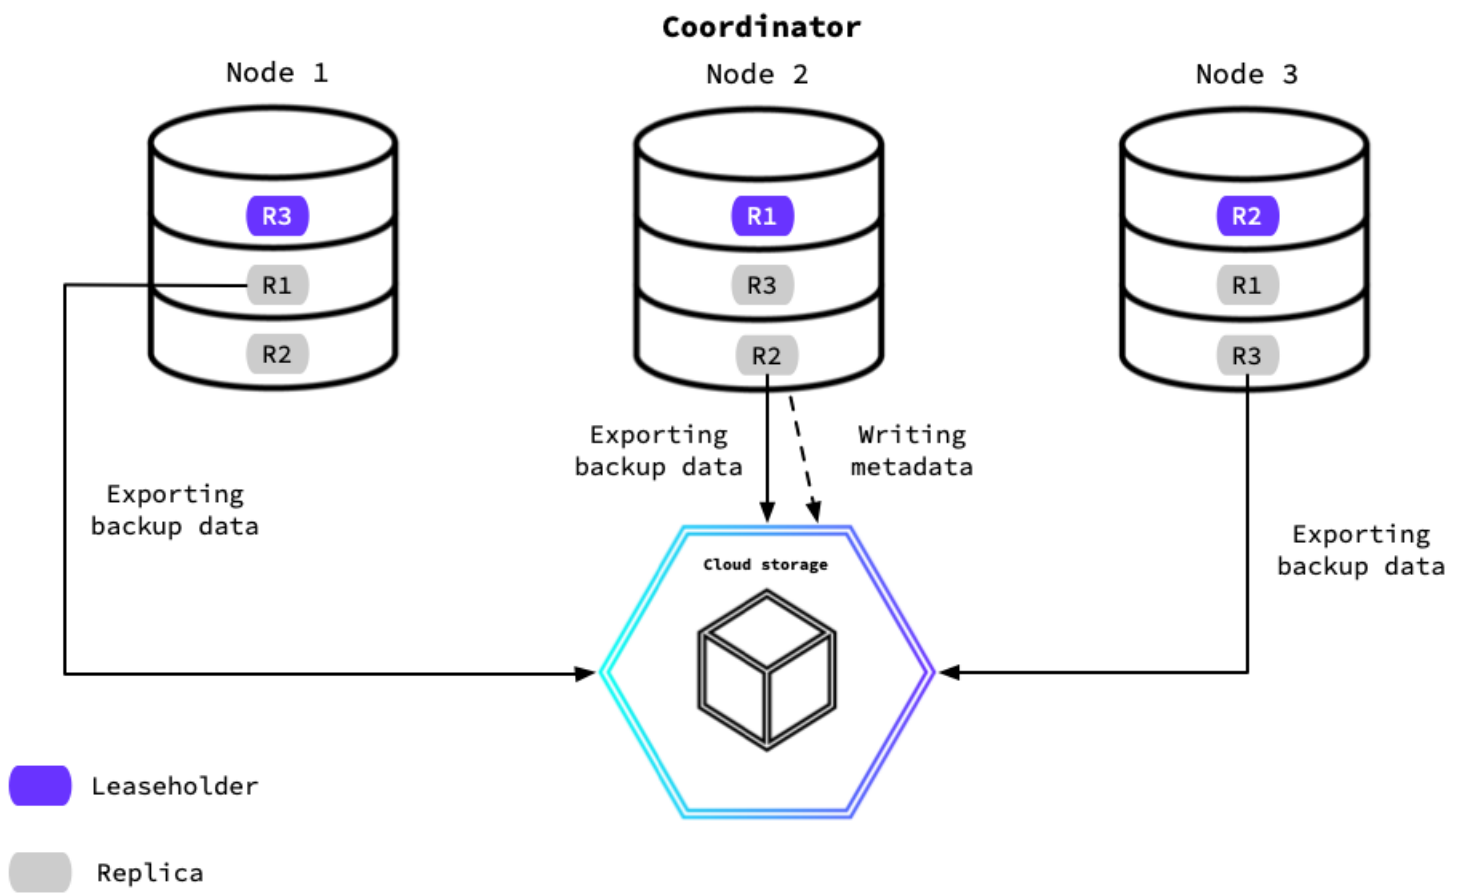 Coordinator
Node 1
Node 2
Node 3
R3
R1
R2
R1
R3
R1
R2
R2
R3
Exporting
backup data
Writing
metadata
Exporting
backup data
Exporting
backup data
Cloud storage
Leaseholder
Replica